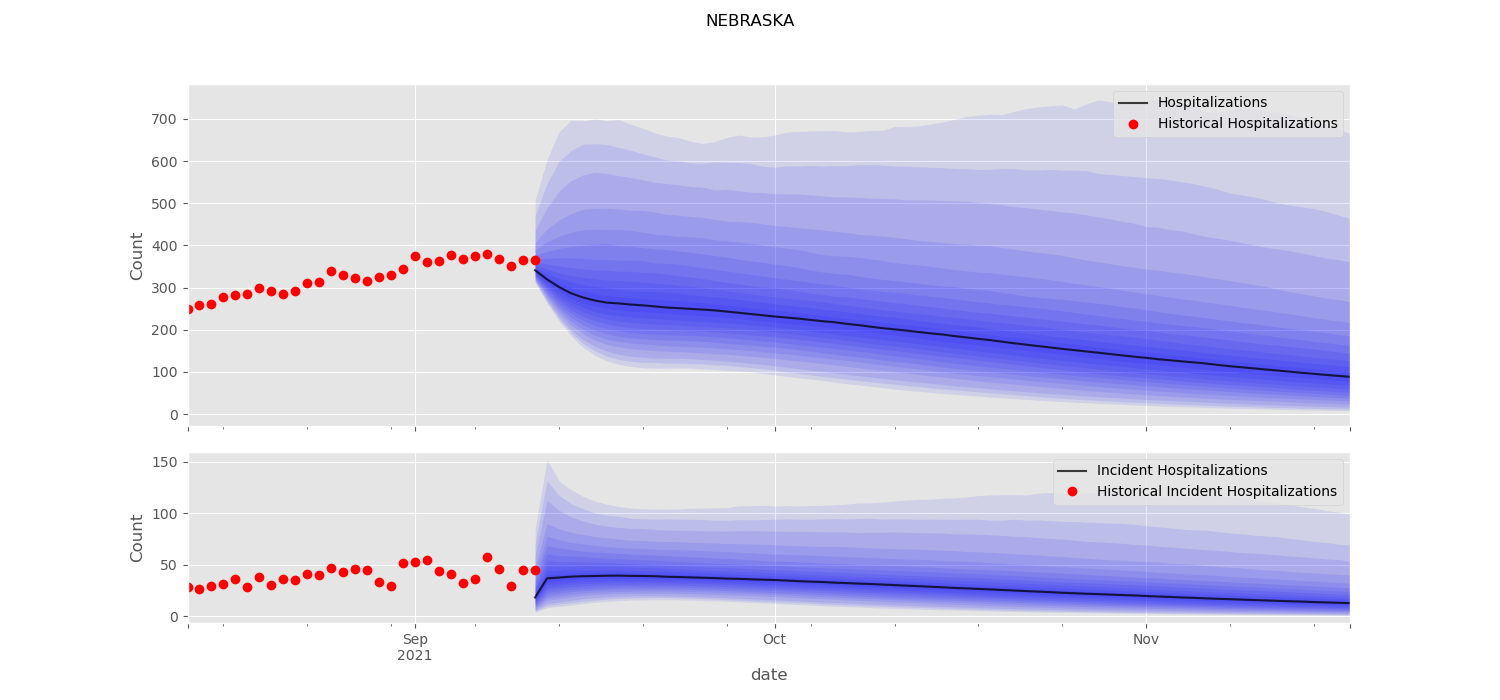 NEBRASKA
Hospitalizations
Historical Hospitalizations
Count
700
600
500
400
300
200
100
0
Incident Hospitalizations
Historical Incident Hospitalizations
Count
150
100
50
0
Sep Oct Nov
2021
date